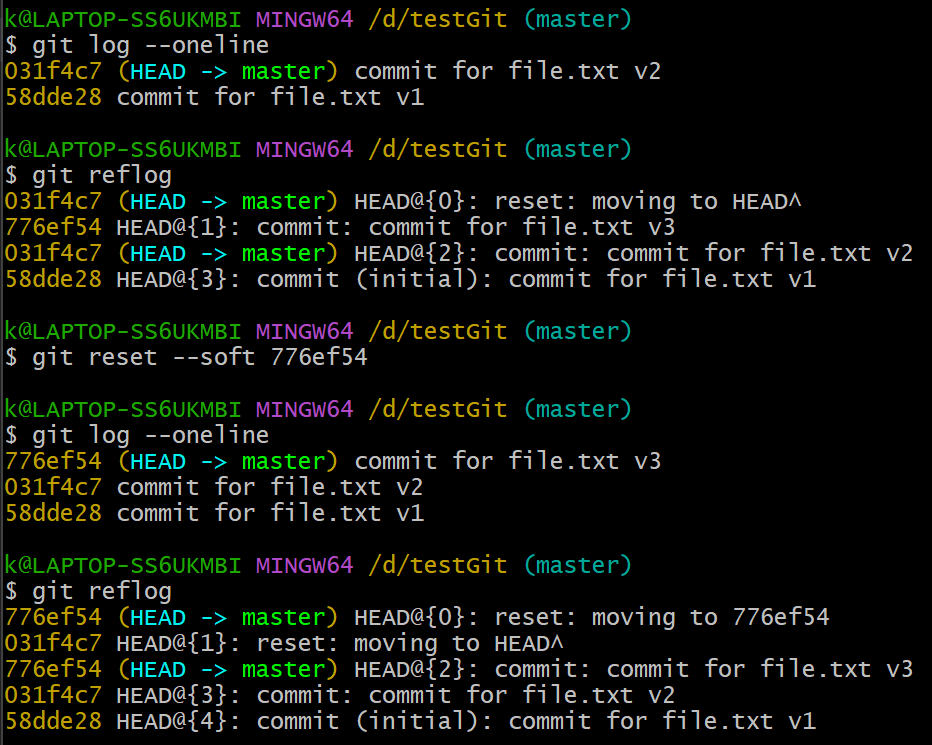 k@LAPTOP-SS6UKMBI MINGW64 /d/testGit (master)
$ git log --oneline
031f4c7 (HEAD -> master) commit for file.txt v2
58dde28 commit for file.txt v1
k@LAPTOP-SS6UKMBI MINGW64 /d/testGit (master)
$ git reflog
031f4c7 (HEAD -> master) HEAD@{0}: reset: moving to HEAD^
776ef54 HEAD@{1}: commit: commit for file.txt v3
031f4c7 (HEAD -> master) HEAD@{2}: commit: commit for file.txt v2
58dde28 HEAD@{3}: commit (initial): commit for file.txt v1
k@LAPTOP-SS6UKMBI MINGW64 /d/testGit (master)
$ git reset --soft 776ef54
k@LAPTOP-SS6UKMBI MINGW64 /d/testGit (master)
$ git log --oneline
776ef54 (HEAD -> master) commit for file.txt v3
031f4c7 commit for file.txt v2
58dde28 commit for file.txt v1
k@LAPTOP-SS6UKMBI MINGW64 /d/testGit (master)
$ git reflog
776ef54 (HEAD -> master) HEAD@{0}: reset: moving to 776ef54
031f4c7 HEAD@{1}: reset: moving to HEAD^
776ef54 (HEAD -> master) HEAD@{2}: commit: commit for file.txt v3
031f4c7 HEAD@{3}: commit: commit for file.txt v2
58dde28 HEAD@{4}: commit (initial): commit for file.txt v1